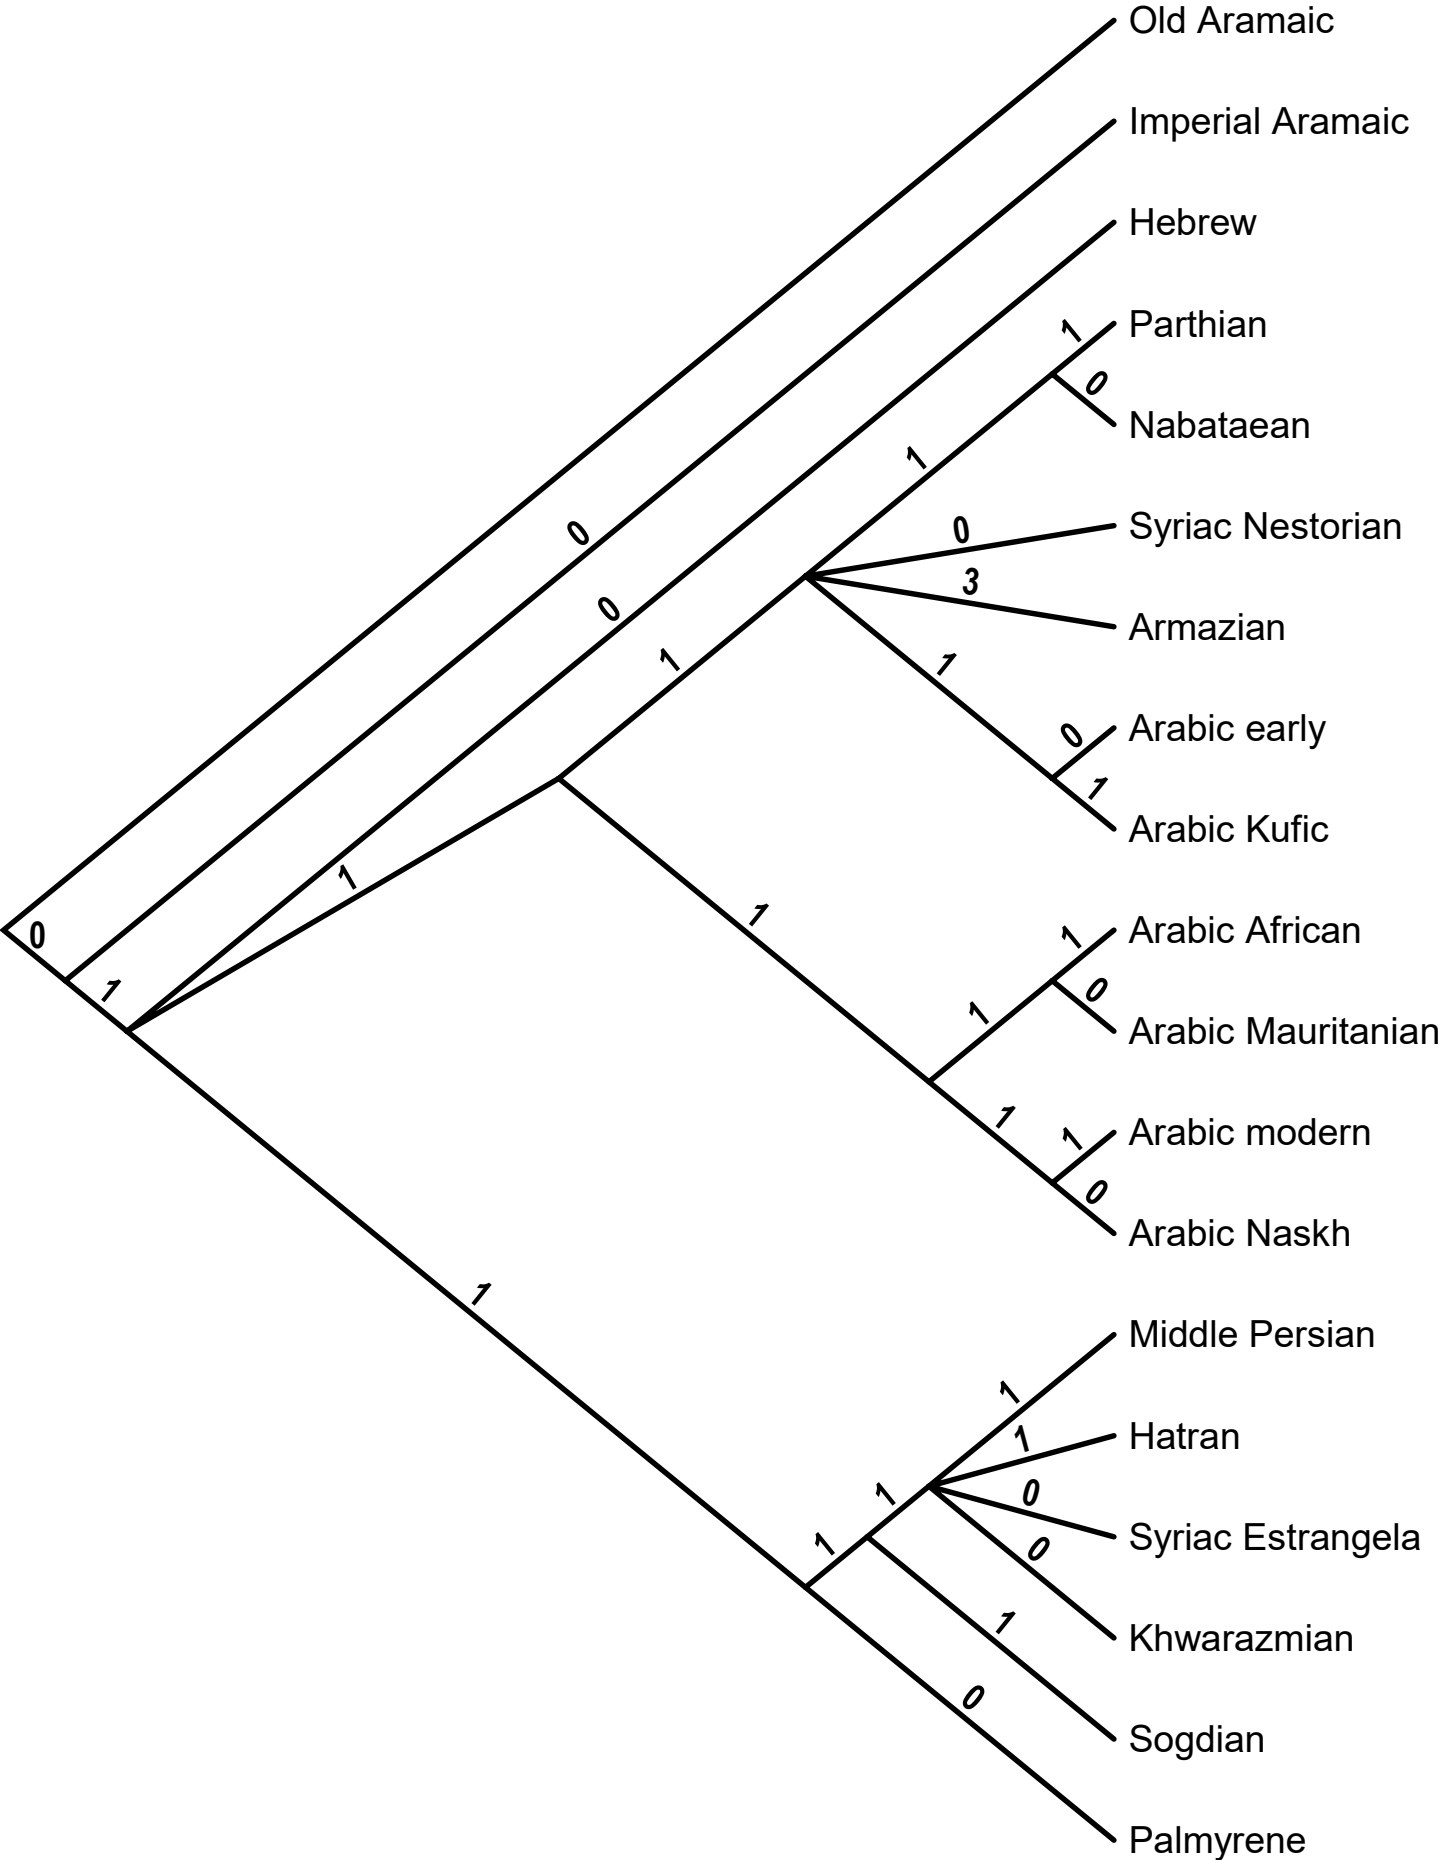 Old Aramaic
Imperial Aramaic
Hebrew
1 Parthian
0
Nabataean
1
0 Syriac Nestorian
0
3
0
Armazian
1
1
0 Arabic early
1
Arabic Kufic
1
1
0 1 Arabic African
1
0
1
Arabic Mauritanian
1
1 Arabic modern
0
Arabic Naskh
1
Middle Persian
1
1 Hatran
1
0
Syriac Estrangela
1
0
Khwarazmian
1
0
Sogdian
Palmyrene